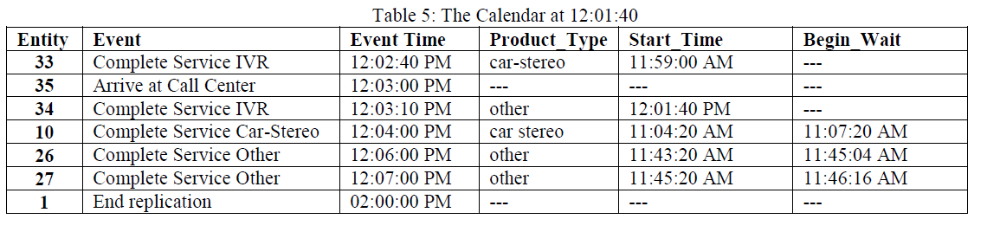 Table 5: The Calendar at 12:01:40
Entity Event Event Time Product_Type Start_Time Begin_Wait
33 Complete Service IVR 12:02:40 PM car-stereo 11:59:00 AM ---
35 Arrive at Call Center 12:03:00 PM --- --- ---
34 Complete Service IVR 12:03:10 PM other 12:01:40 PM ---
10 Complete Service Car-Stereo 12:04:00 PM car stereo 11:04:20 AM 11:07:20 AM
26 Complete Service Other 12:06:00 PM other 11:43:20 AM 11:45:04 AM
27 Complete Service Other 12:07:00 PM other 11:45:20 AM 11:46:16 AM
1 End replication 02:00:00 PM --- --- ---